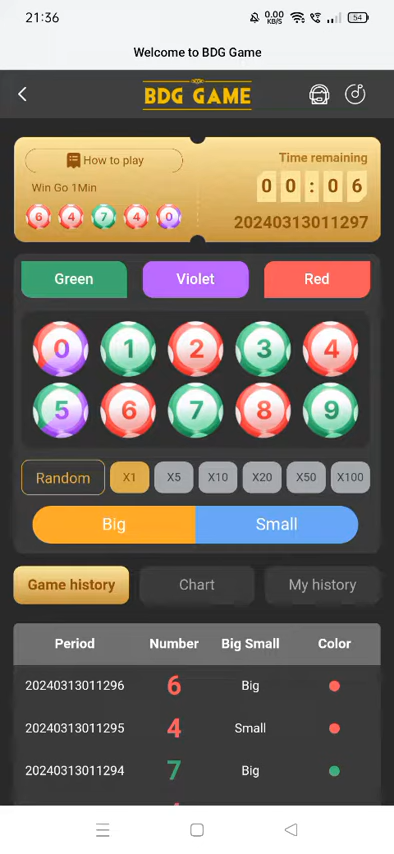 21:36
0.00
KB/S
54
Welcome to BDG Game
BDG GAME
How to play
Time remaining
Win Go 1Min
0 0 : 0 6
6 4 7 4 0
20240313011297
Green Violet Red
0 1 2 3 4
5 6 7 8 9
Random X1 X5 X10 X20 X50 X100
Big Small
Game history Chart My history
Period Number Big Small Color
20240313011296 6 Big
20240313011295 4 Small
20240313011294 7 Big